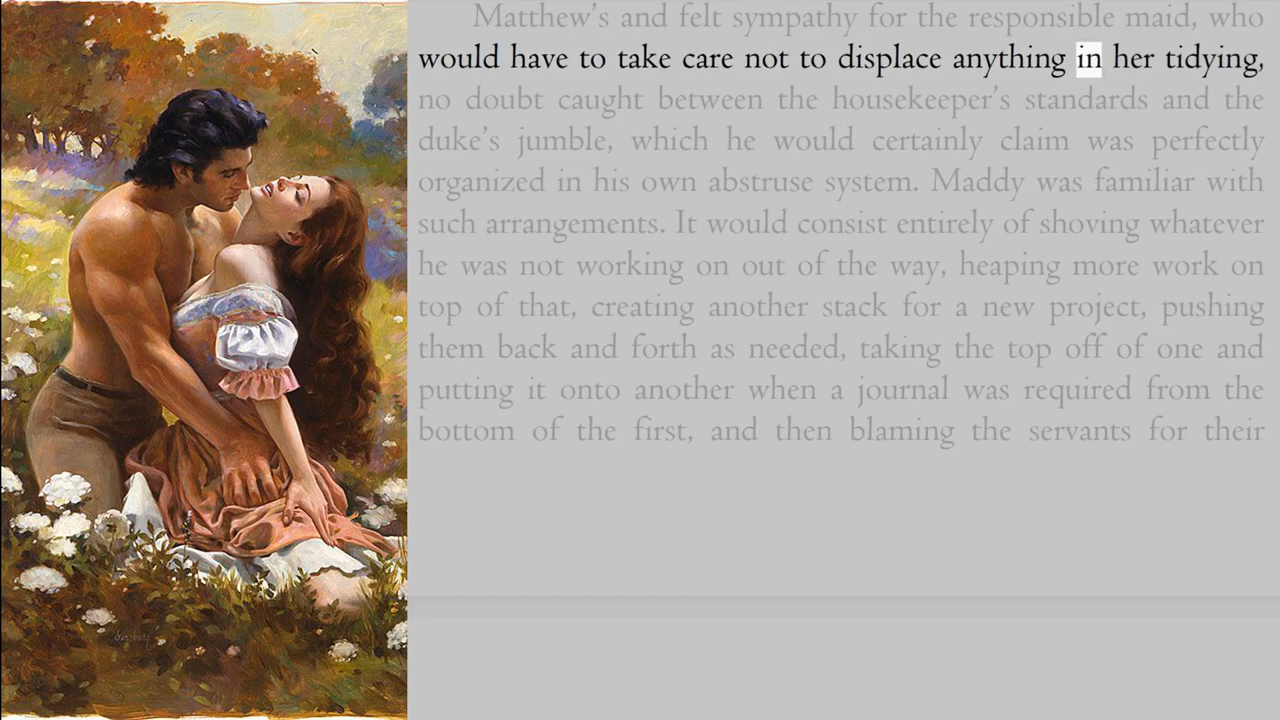 Matthew's and felt sympathy for the responsible maid, who
would have to take care not to displace anything in her tidying,
no doubt caught between the housekeeper's standards and the
duke's jumble, which he would certainly claim was perfectly
organized in his own abstruse system. Maddy was familiar with
such arrangements. It would consist entirely of shoving whatever
he was not working on out of the way, heaping more work on
top of that, creating another stack for a new project, pushing
them back and forth as needed, taking the top off of one and
putting it onto another when a journal was required from the
bottom of the first, and then blaming the servants for their